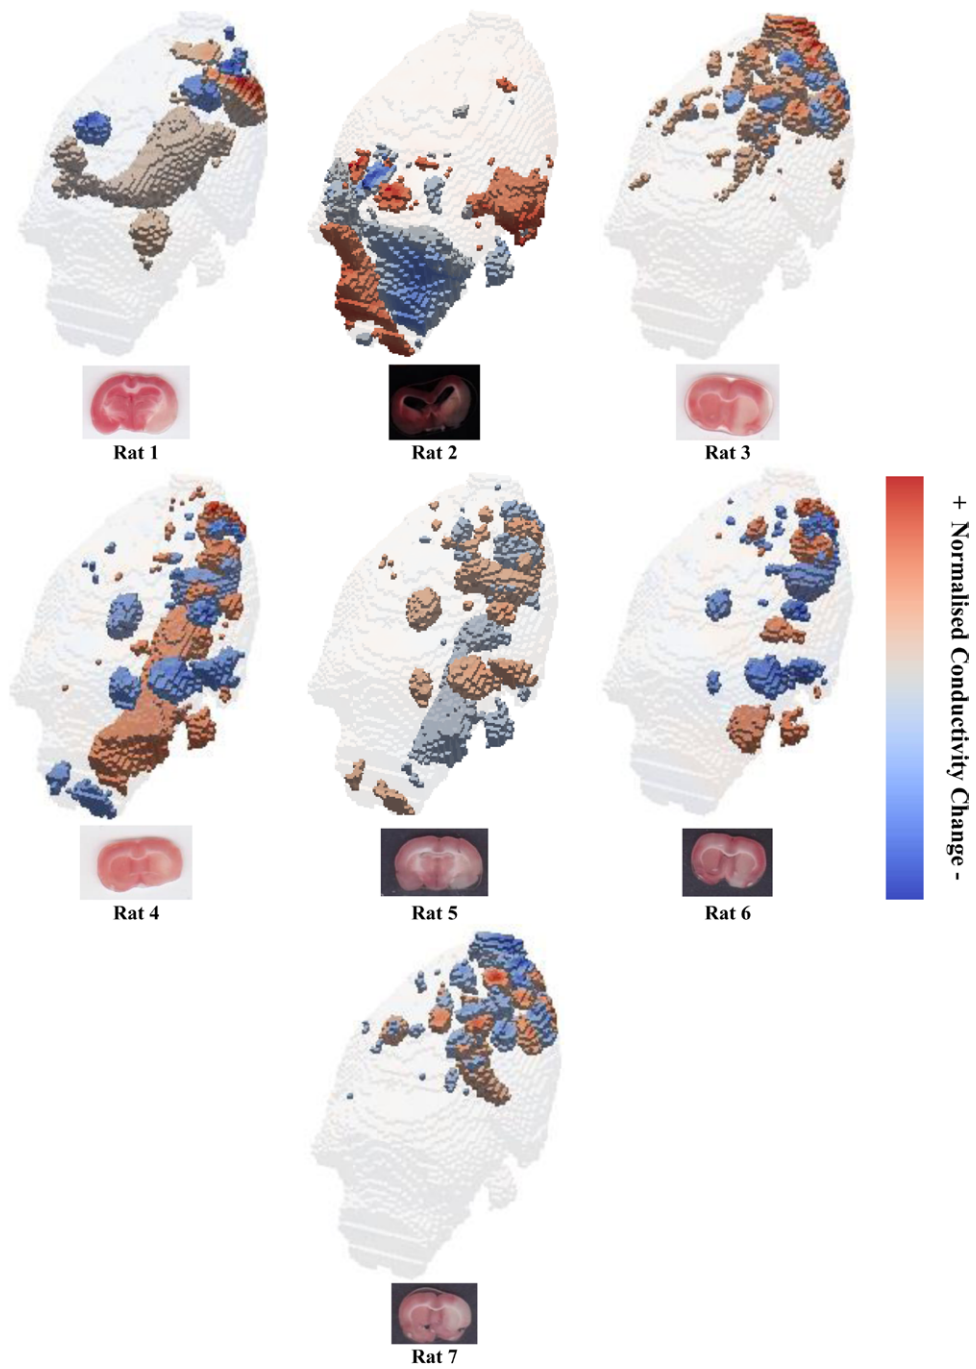 Rat 1
Rat 2
Rat 3
Rat 4
Rat 5
Rat 6
+ Normalised Conductivity Change -
Rat 7